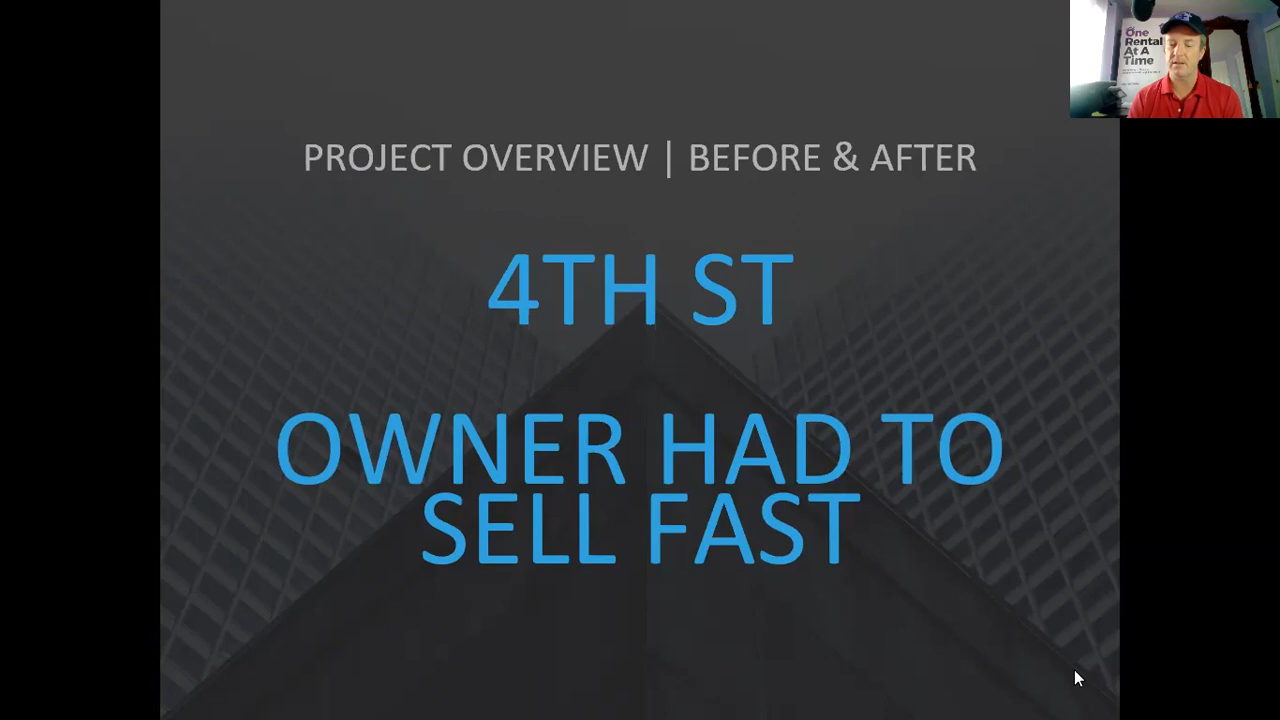 PROJECT OVERVIEW | BEFORE & AFTER
4TH ST
OWNER HAD TO
SELL FAST
One
Rental
At A
Time